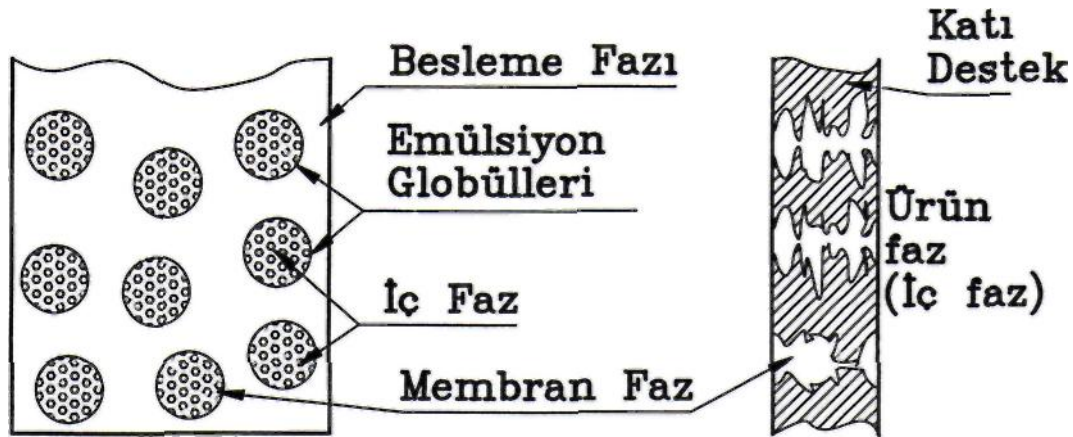 Besleme Fazı
Emülsiyon
Globülleri
İç Faz
Membran Faz
Katı
Destek
Ürün
faz
(İç faz)